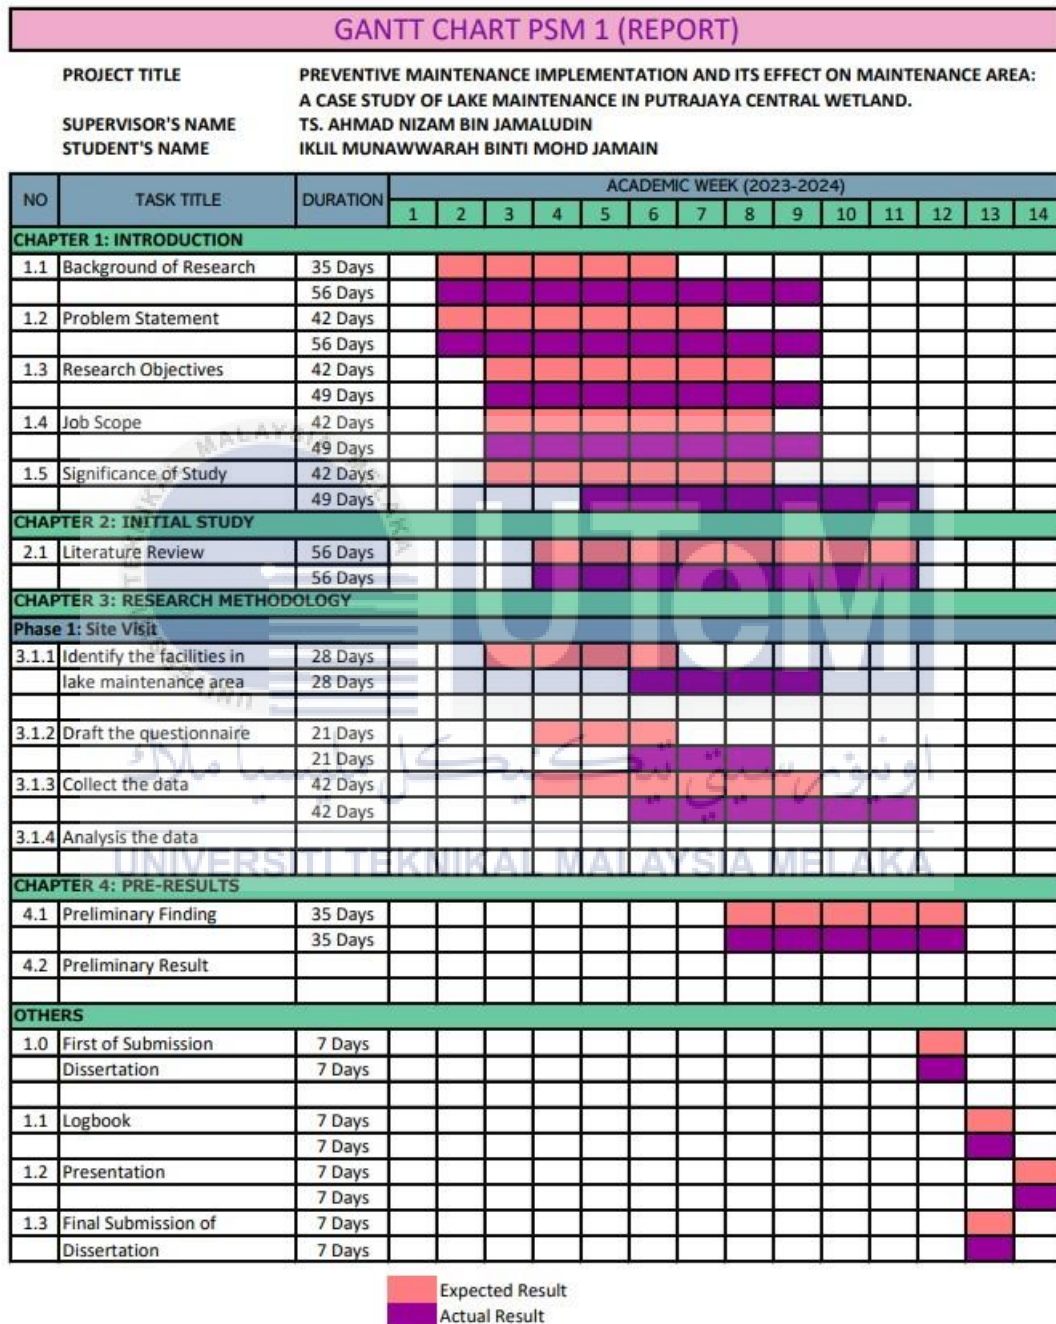 GANTT CHART PSM 1 (REPORT)
PROJECT TITLE PREVENTIVE MAINTENANCE IMPLEMENTATION AND ITS EFFECT ON MAINTENANCE AREA:
A CASE STUDY OF LAKE MAINTENANCE IN PUTRAJAYA CENTRAL WETLAND.
SUPERVISOR'S NAME TS. AHMAD NIZAM BIN JAMALUDIN
STUDENT'S NAME IKLIL MUNAWWARAH BINTI MOHD JAMAIN
NO TASK TITLE DURATION ACADEMIC WEEK (2023-2024)
1 2 3 4 5 6 7 8 9 10 11 12 13 14
CHAPTER 1: INTRODUCTION
1.1 Background of Research 35 Days
56 Days
1.2 Problem Statement 42 Days
56 Days
1.3 Research Objectives 42 Days
49 Days
1.4 Job Scope 42 Days
49 Days
1.5 Significance of Study 42 Days
49 Days
CHAPTER 2: INITIAL STUDY
2.1 Literature Review 56 Days
56 Days
CHAPTER 3: RESEARCH METHODOLOGY
Phase 1: Site Visit
3.1.1 Identify the facilities in 28 Days
lake maintenance area 28 Days
3.1.2 Draft the questionnaire 21 Days
21 Days
3.1.3 Collect the data 42 Days
42 Days
3.1.4 Analysis the data
CHAPTER 4: PRE-RESULTS
4.1 Preliminary Finding 35 Days
35 Days
4.2 Preliminary Result
OTHERS
1.0 First of Submission 7 Days
Dissertation 7 Days
1.1 Logbook 7 Days
7 Days
1.2 Presentation 7 Days
7 Days
1.3 Final Submission of 7 Days
Dissertation 7 Days
Expected Result
Actual Result
UTeM
اونيورسيتي تيكنيكل مليسيا ملاك
UNIVERSITI TEKNIKAL MALAYSIA MELAKA